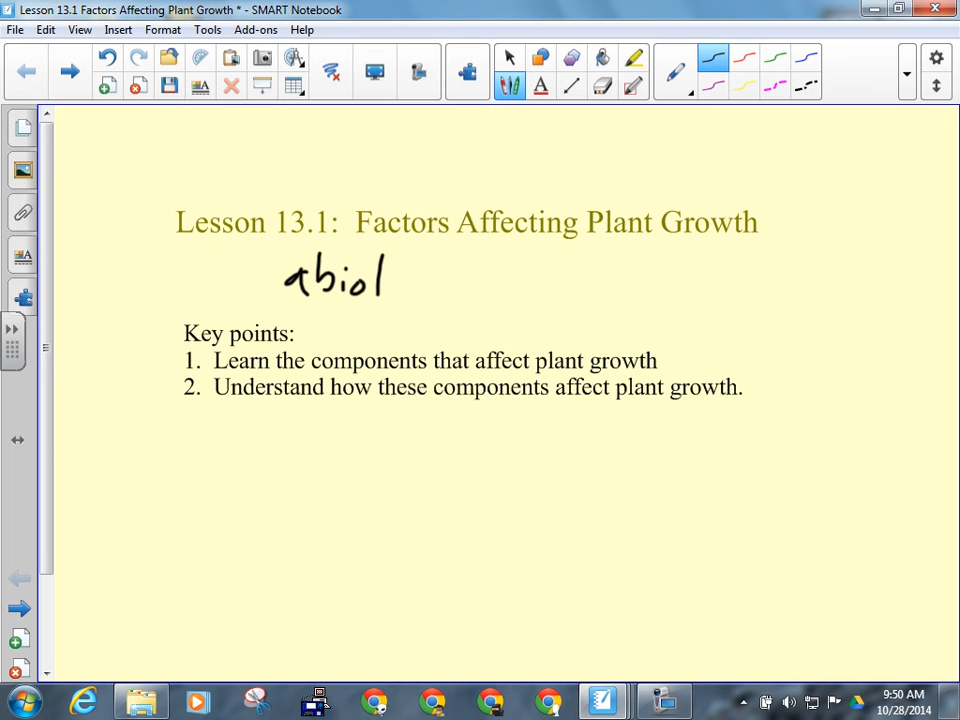 Lesson 13.1 Factors Affecting Plant Growth * - SMART Notebook
File Edit View Insert Format Tools Add-ons Help
Lesson 13.1: Factors Affecting Plant Growth
abiol
Key points:
1. Learn the components that affect plant growth
2. Understand how these components affect plant growth.
9:50 AM
10/28/2014